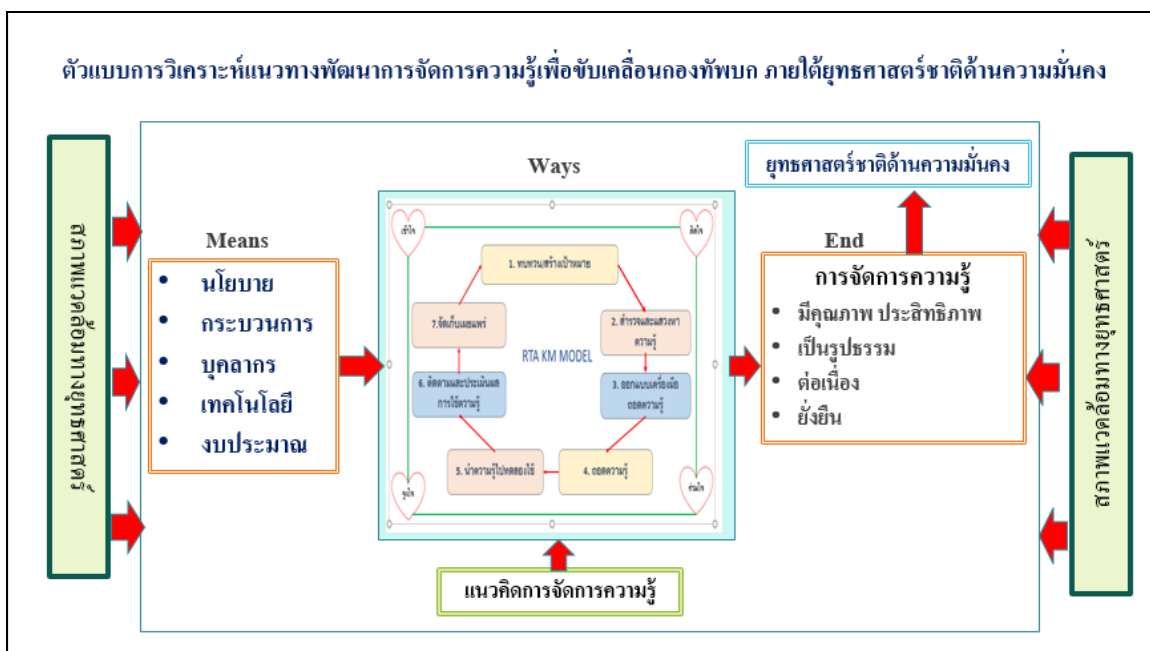 ตัวแบบการวิเคราะห์แนวทางพัฒนาการจัดการความรู้เพื่อขับเคลื่อนกองทัพบก ภายใต้ยุทธศาสตร์ชาติด้านความมั่นคง
สภาพแวดล้อมทางยุทธศาสตร์
Means
• นโยบาย
• กระบวนการ
• บุคลากร
• เทคโนโลยี
• งบประมาณ
Ways
เข้าใจ
ติดใจ
1. ทบทวน/สร้างเป้าหมาย
2. สำรวจและแสวงหา
ความรู้
3. ออกแบบเครื่องมือ
ถอดความรู้
4. ถอดความรู้
5. นำความรู้ไปทดลองใช้
6. ติดตามและประเมินผล
การใช้ความรู้
7.จัดเก็บเผยแพร่
RTA KM MODEL
จูงใจ
ร่วมใจ
แนวคิดการจัดการความรู้
ยุทธศาสตร์ชาติด้านความมั่นคง
End
การจัดการความรู้
• มีคุณภาพ ประสิทธิภาพ
• เป็นรูปธรรม
• ต่อเนื่อง
• ยั่งยืน
สภาพแวดล้อมทางยุทธศาสตร์